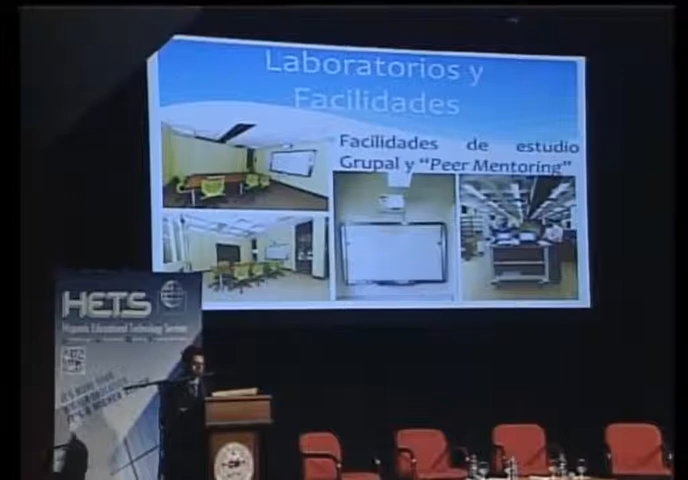 Laboratorios y
Facilidades
Facilidades de estudio
Grupal y "Peer Mentoring"
HETS
Hispanic Educational Technology Services